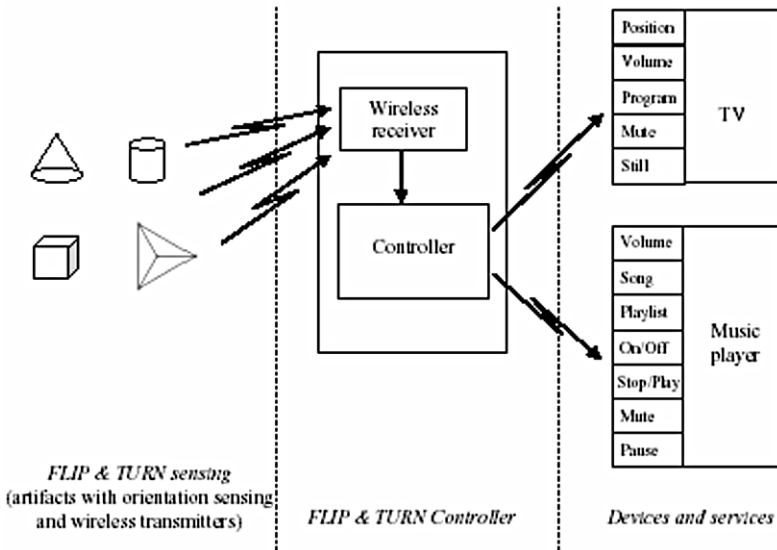 Wireless
receiver
Controller
Position
Volume
Program
Mute
Still
TV
Volume
Song
Playlist
On/Off
Stop/Play
Mute
Pause
Music
player
FLIP & TURN sensing
(artifacts with orientation sensing
and wireless transmitters)
FLIP & TURN Controller
Devices and services